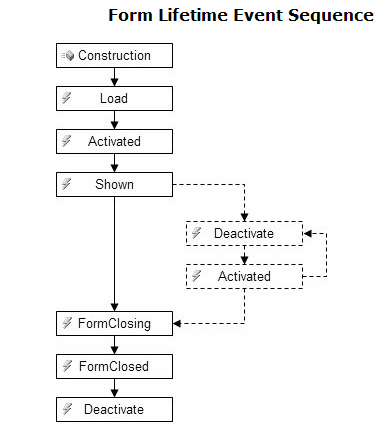 Form Lifetime Event Sequence
Construction
Load
Activated
Shown
Deactivate
Activated
FormClosing
FormClosed
Deactivate